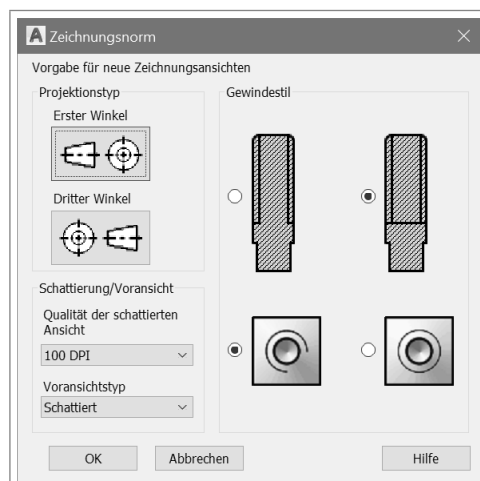 A Zeichnungsnorm
Vorgabe für neue Zeichnungsansichten
Projektionstyp
Erster Winkel
Dritter Winkel
Schattierung/Voransicht
Qualität der schattierten
Ansicht
100 DPI
Voransichtstyp
Schattiert
Gewindestil
OK
Abbrechen
Hilfe